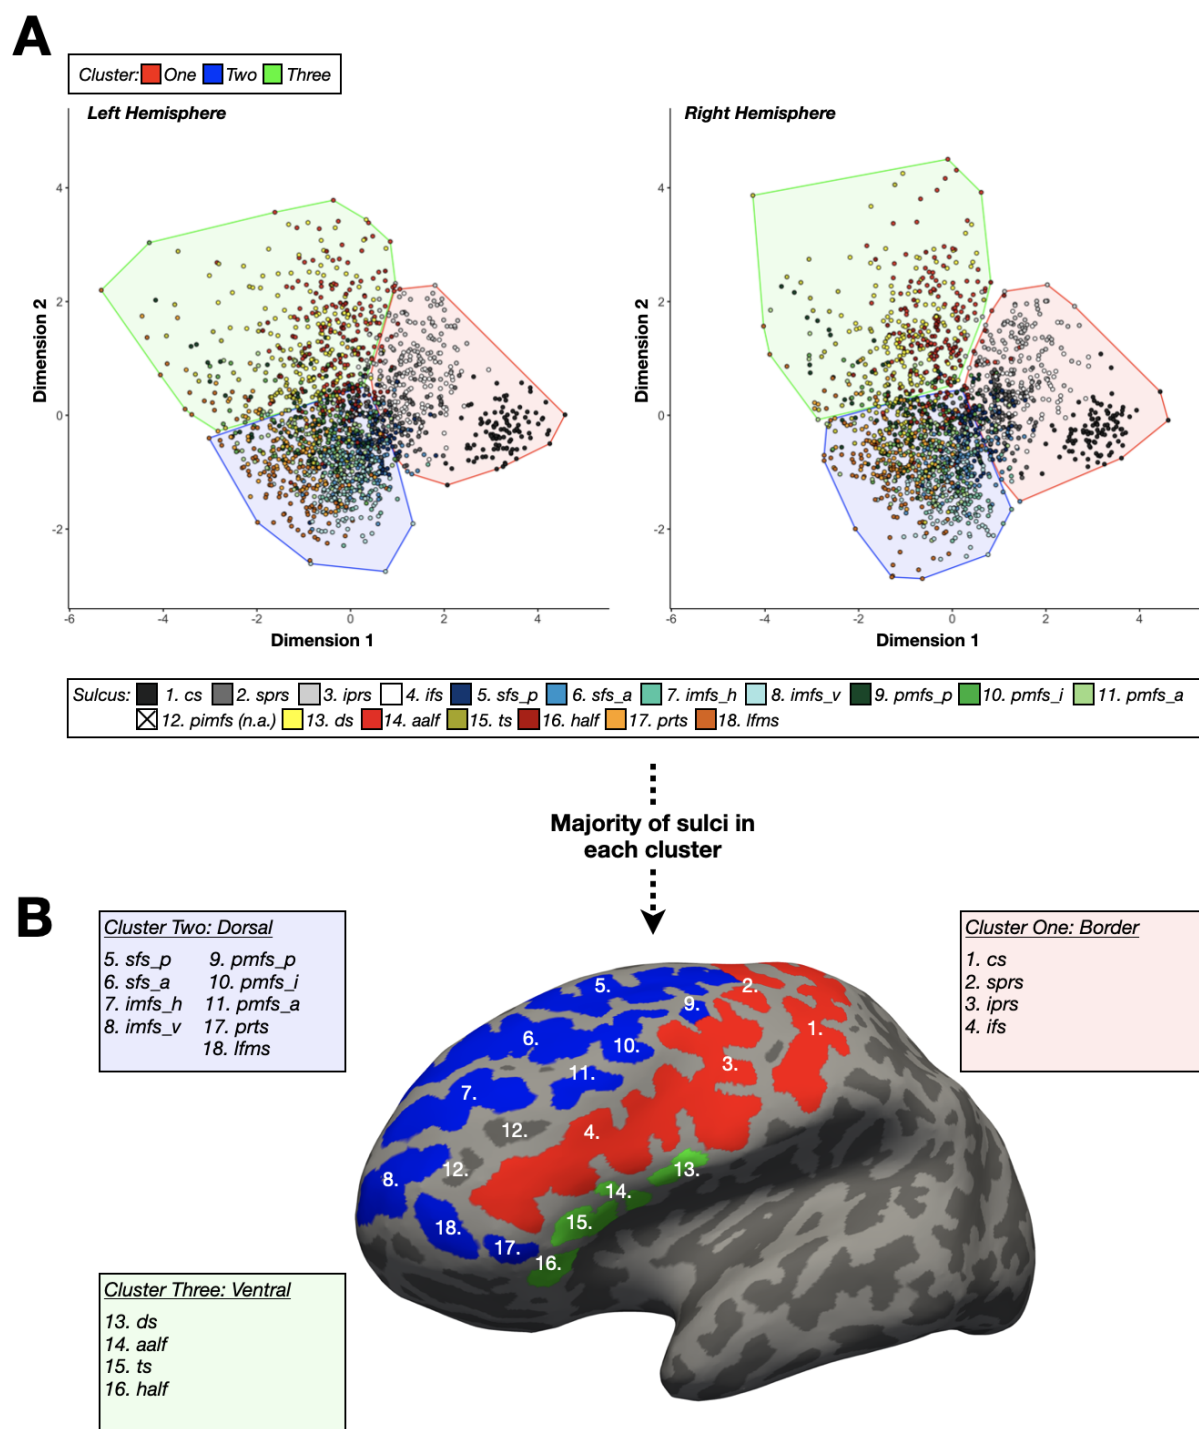 A
Cluster: One Two Three
Left Hemisphere
Right Hemisphere
4
2
0
-2
Dimension 2
-6 -4 -2 0 2 4
Dimension 1
4
2
0
-2
Dimension 2
-6 -4 -2 0 2 4
Dimension 1
Sulcus: 1. cs 2. sprs 3. iprs 4. ifs 5. sfs_p 6. sfs_a 7. imfs_h 8. imfs_v 9. pmfs_p 10. pmfs_i 11. pmfs_a
12. pimfs (n.a.) 13. ds 14. aalf 15. ts 16. half 17. prts 18. lfms
Majority of sulci in
each cluster
B
Cluster Two: Dorsal
5. sfs_p 9. pmfs_p
6. sfs_a 10. pmfs_i
7. imfs_h 11. pmfs_a
8. imfs_v 17. prts
18. lfms
Cluster One: Border
1. cs
2. sprs
3. iprs
4. ifs
5.
2.
9.
1.
6.
10.
3.
11.
7.
12.
4.
12.
13.
8.
14.
15.
18.
17.
16.
Cluster Three: Ventral
13. ds
14. aalf
15. ts
16. half